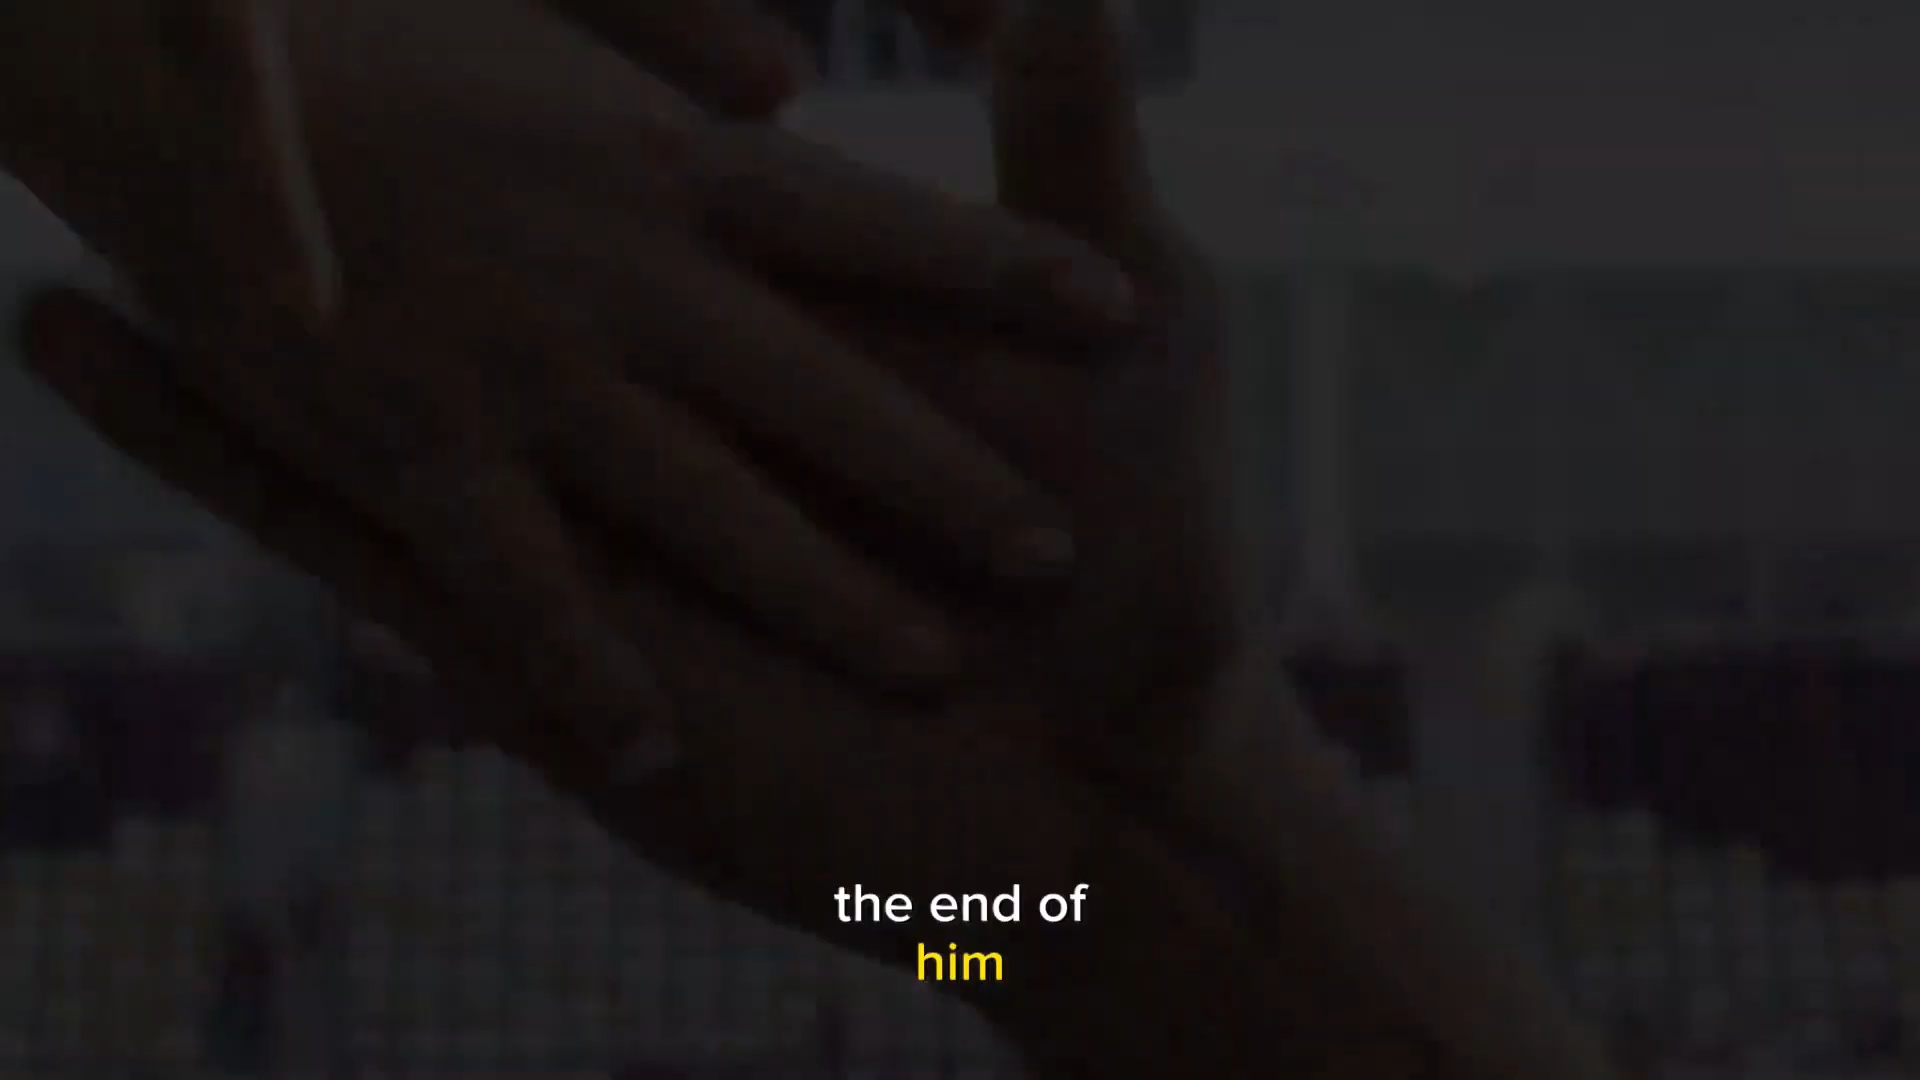 the end of
him